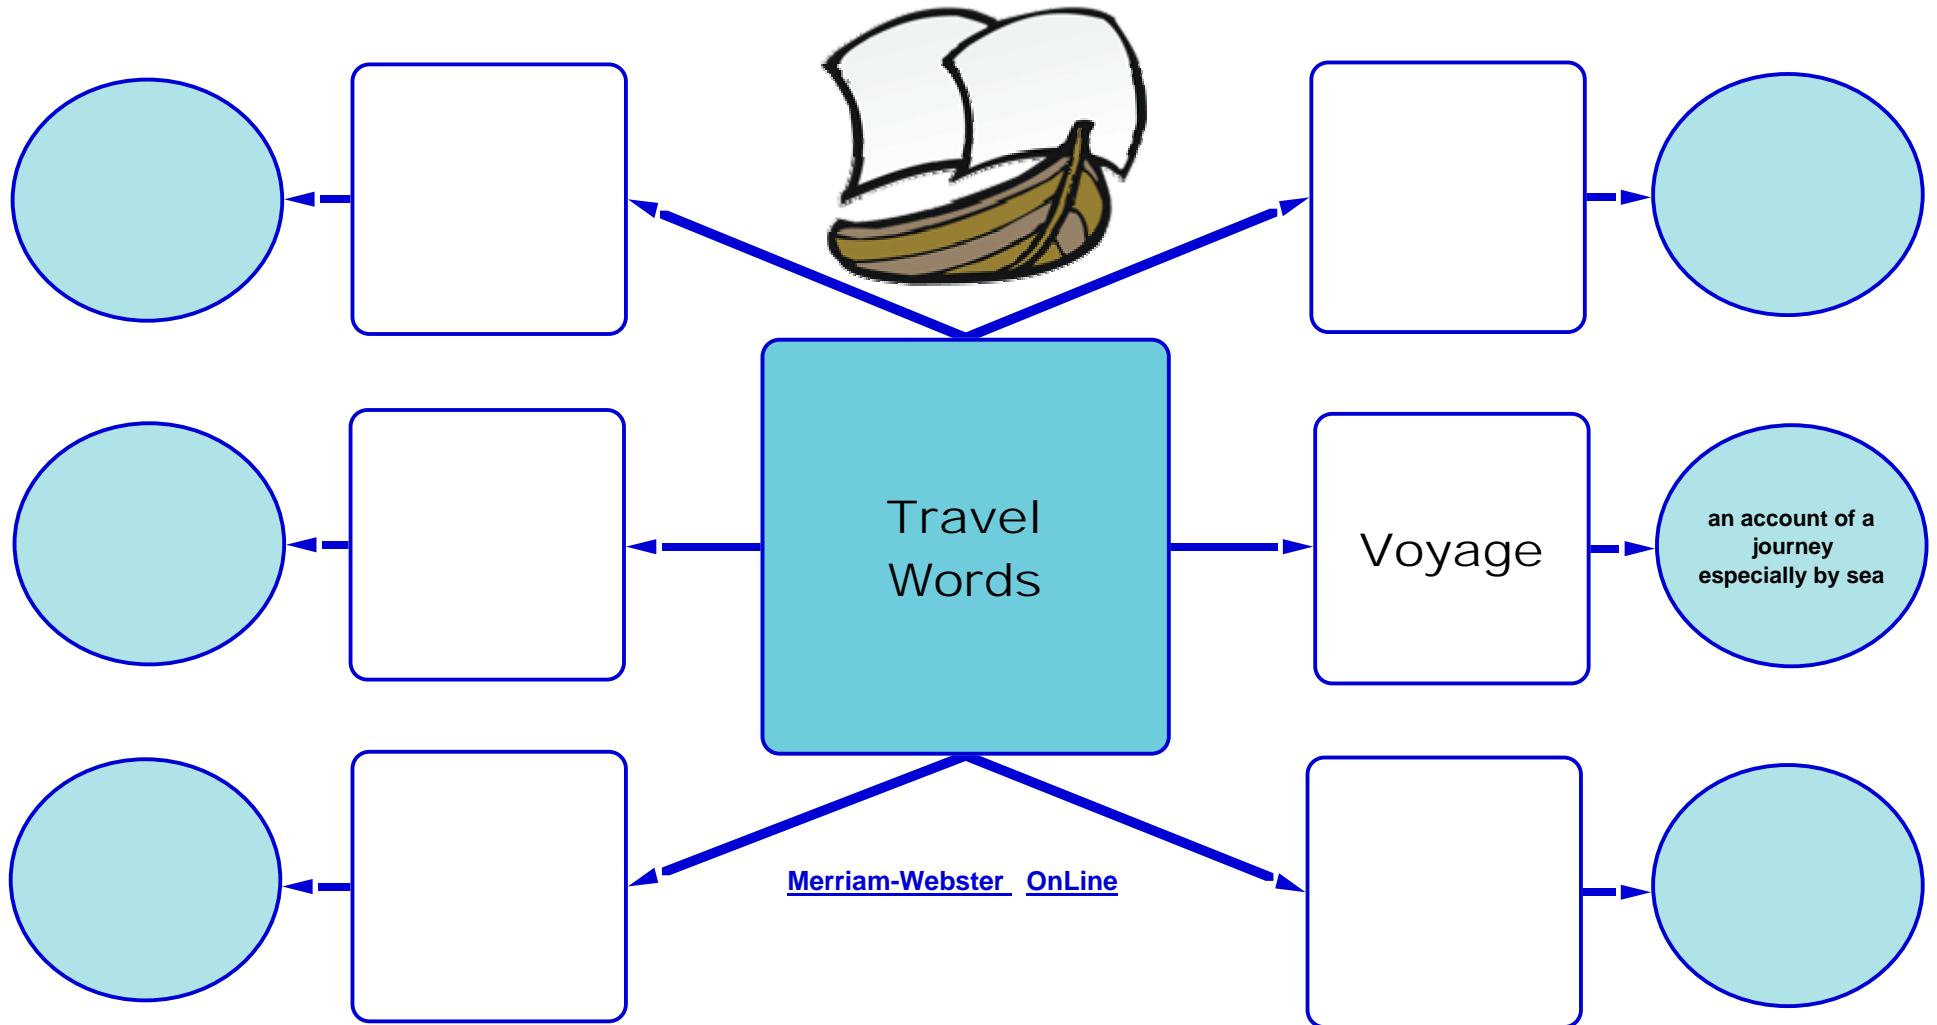 Travel
Words
Voyage
an account of a
journey
especially by sea
Merriam-Webster OnLine